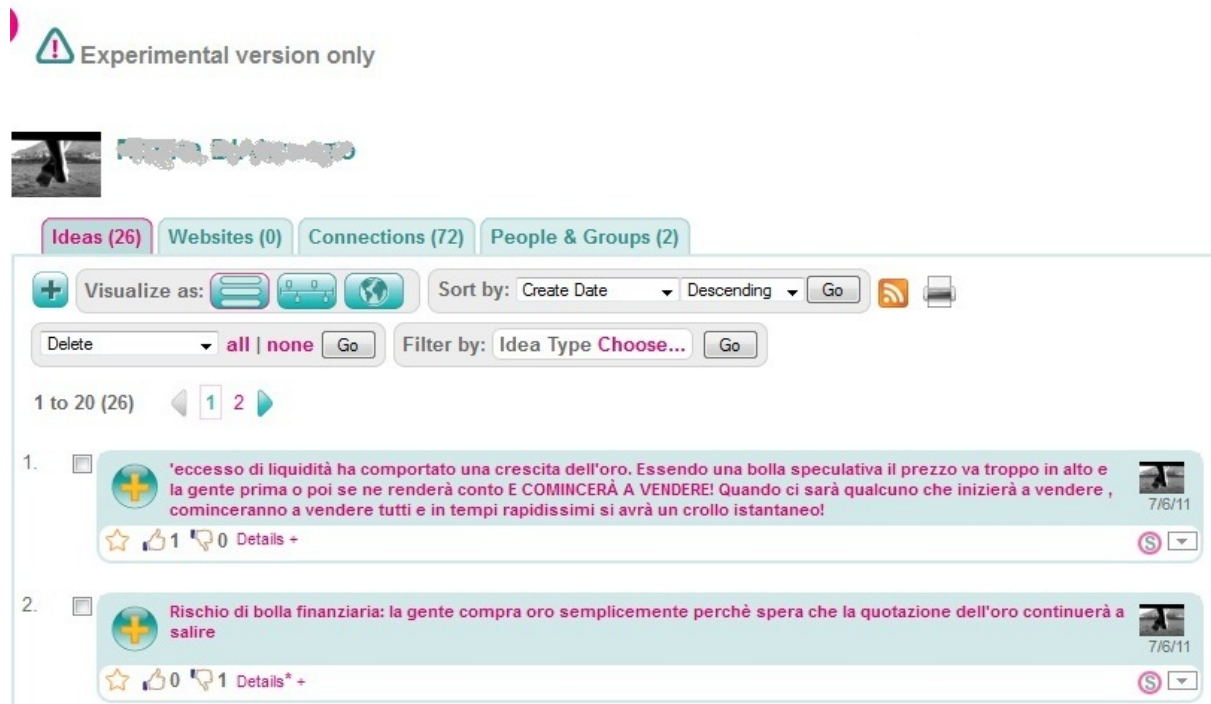 Experimental version only
Ideas (26) Websites (0) Connections (72) People & Groups (2)
Visualize as: Sort by: Create Date Descending Go
Delete all | none Go Filter by: Idea Type Choose... Go
1 to 20 (26) 1 2
1.
'eccesso di liquidità ha comportato una crescita dell'oro. Essendo una bolla speculativa il prezzo va troppo in alto e
la gente prima o poi se ne renderà conto E COMINCERÀ A VENDERE! Quando ci sarà qualcuno che inizierà a vendere ,
cominceranno a vendere tutti e in tempi rapidissimi si avrà un crollo istantaneo!
7/6/11
1 0 Details + S
2.
Rischio di bolla finanziaria: la gente compra oro semplicemente perchè spera che la quotazione dell'oro continuerà a
salire
7/6/11
0 1 Details* + S